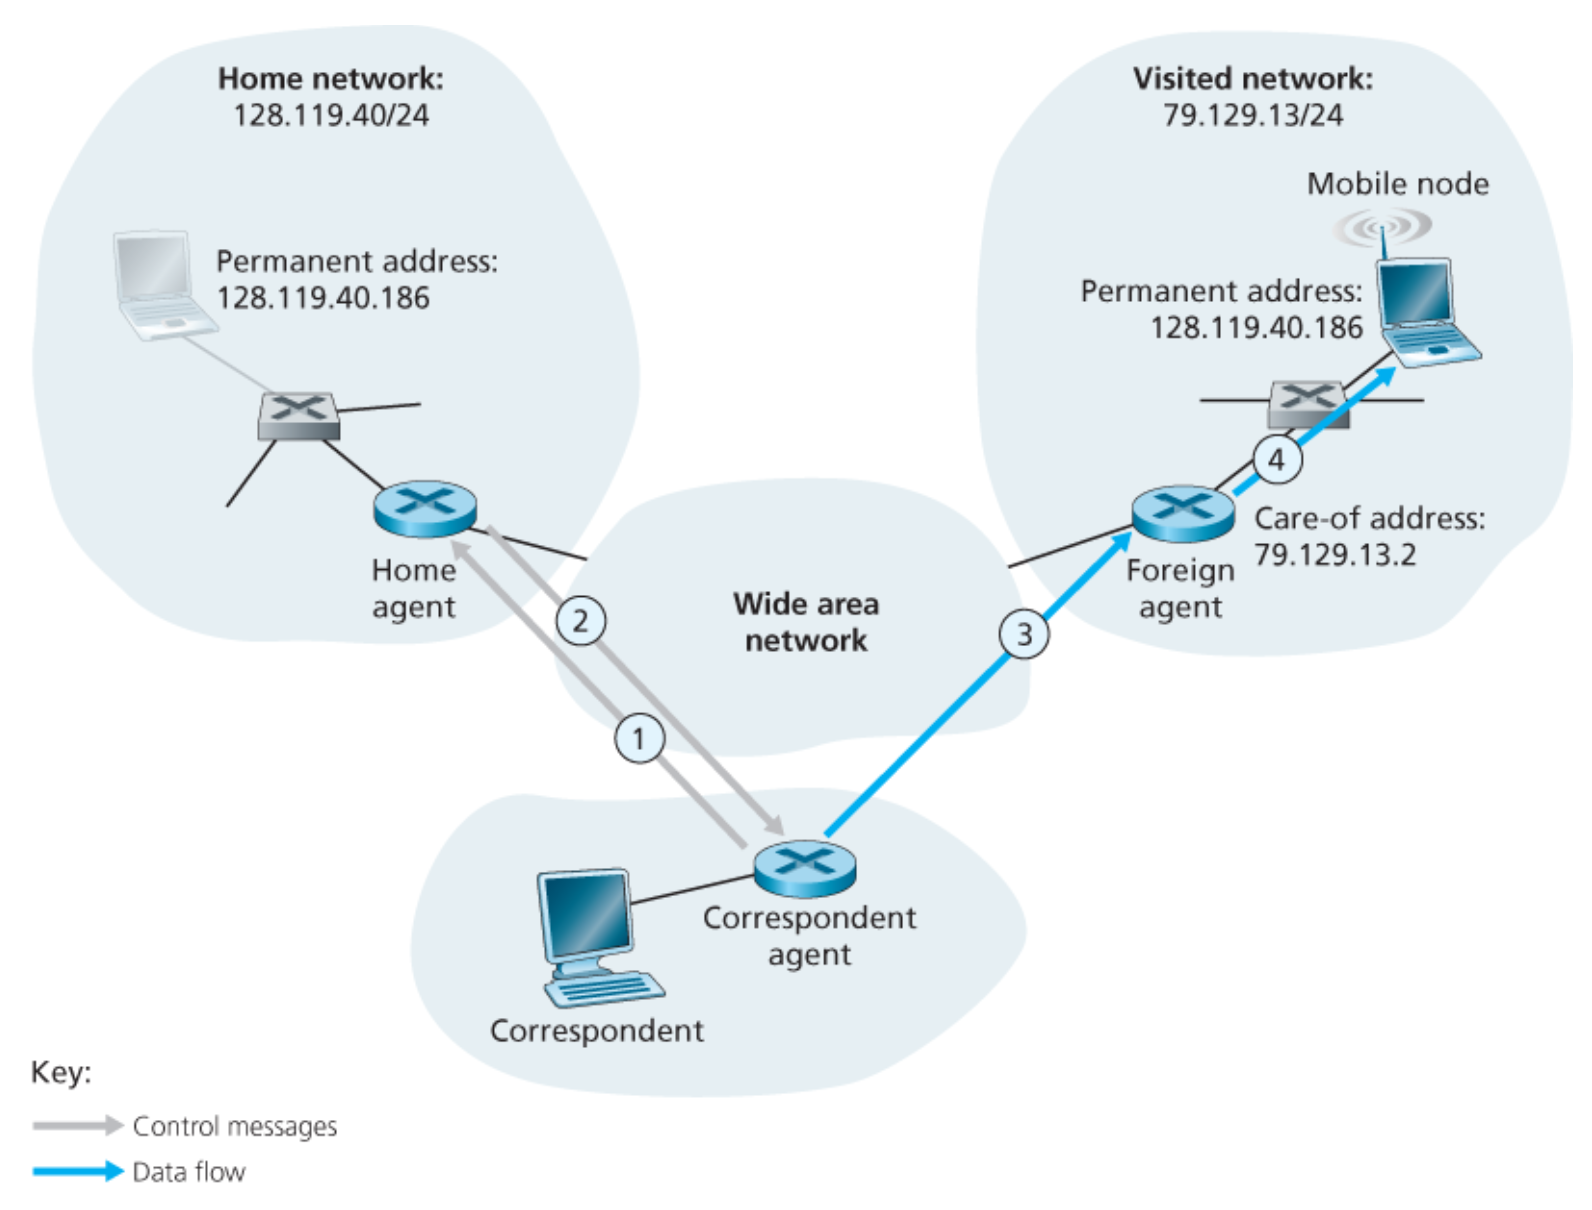 Home network:
128.119.40/24
Visited network:
79.129.13/24
Mobile node
Permanent address:
128.119.40.186
Permanent address:
128.119.40.186
4
Care-of address:
79.129.13.2
Home
agent
Foreign
agent
Wide area
network
2
3
1
Correspondent
agent
Correspondent
Key:
Control messages
Data flow